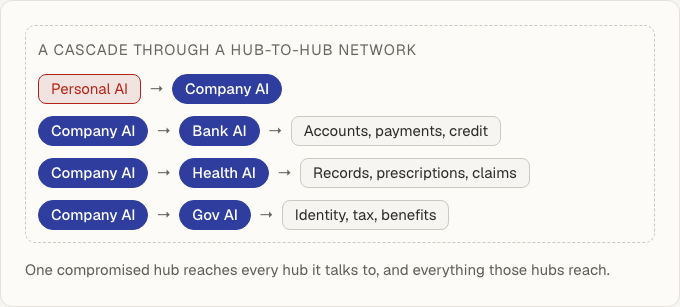 A CASCADE THROUGH A HUB-TO-HUB NETWORK
Personal AI → Company AI
Company AI → Bank AI → Accounts, payments, credit
Company AI → Health AI → Records, prescriptions, claims
Company AI → Gov AI → Identity, tax, benefits
One compromised hub reaches every hub it talks to, and everything those hubs reach.